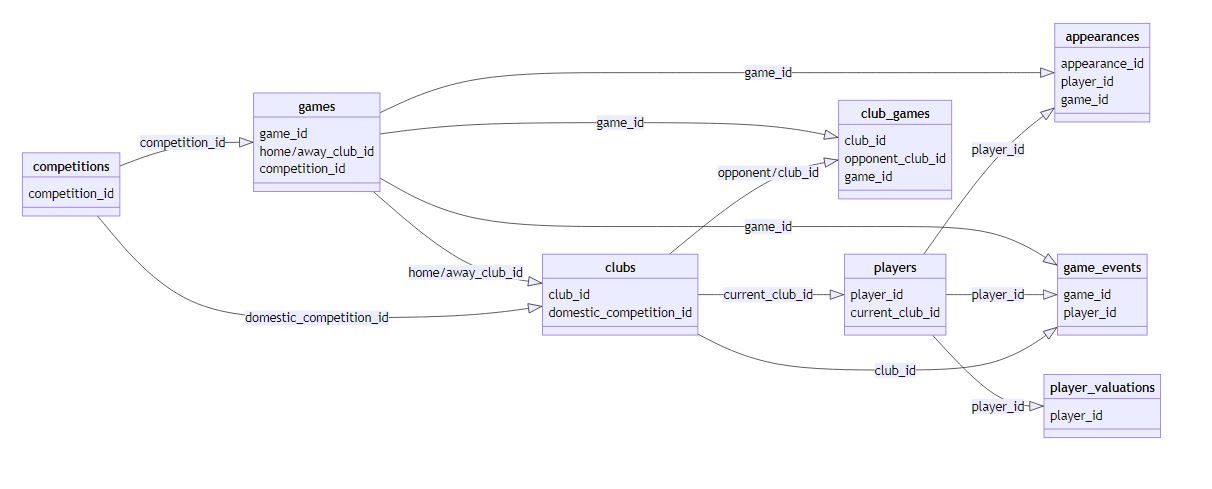 competitions
competition_id
competition_id
domestic_competition_id
games
game_id
home/away_club_id
competition_id
game_id
game_id
game_id
home/away_club_id
clubs
club_id
domestic_competition_id
opponent/club_id
current_club_id
club_id
club_games
club_id
opponent_club_id
game_id
players
player_id
current_club_id
player_id
player_id
player_id
appearances
appearance_id
player_id
game_id
game_events
game_id
player_id
player_valuations
player_id